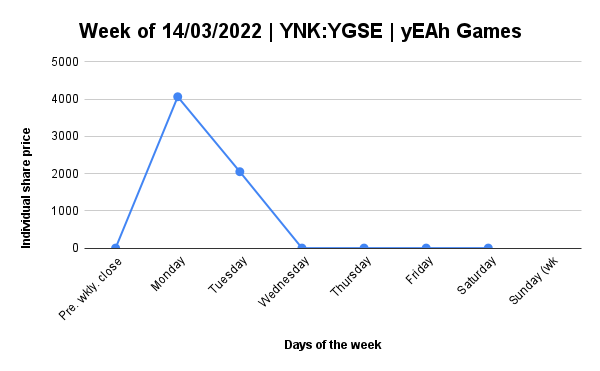 Week of 14/03/2022 | YNK:YGSE | yEAh Games
5000
4000
3000
2000
1000
0
Individual share price
Pre. wkly. close
Monday
Tuesday
Wednesday
Thursday
Friday
Saturday
Sunday (wk
Days of the week